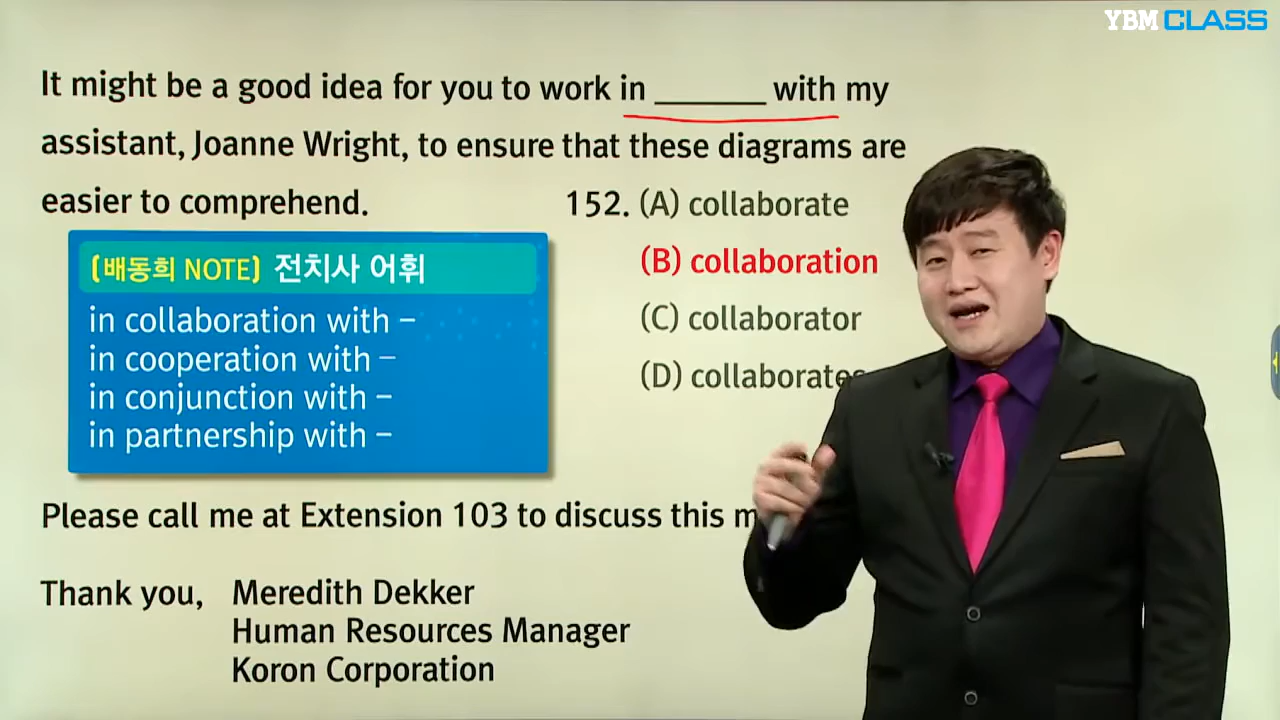 YBM CLASS
It might be a good idea for you to work in ______ with my
assistant, Joanne Wright, to ensure that these diagrams are
easier to comprehend.
152. (A) collaborate
(B) collaboration
(C) collaborator
(D) collaborates
[배동희 NOTE] 전치사 어휘
in collaboration with –
in cooperation with –
in conjunction with –
in partnership with –
Please call me at Extension 103 to discuss this
Thank you, Meredith Dekker
Human Resources Manager
Koron Corporation